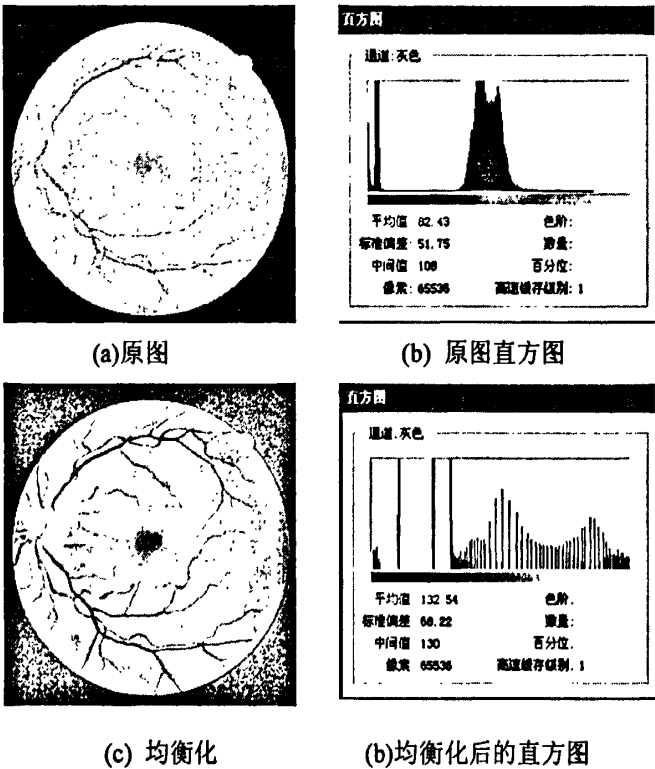 直方图
通道:灰色
平均值 82.43 色阶:
标准偏差: 51.75 数量:
中间值 108 百分位:
像素: 65536 高速缓存级别: 1
(a)原图 (b) 原图直方图
直方图
通道.灰色
平均值 132 54 色阶.
标准偏差 68.22 数量:
中间值 130 百分位.
像素 65536 高速缓存级别. 1
(c) 均衡化 (b)均衡化后的直方图